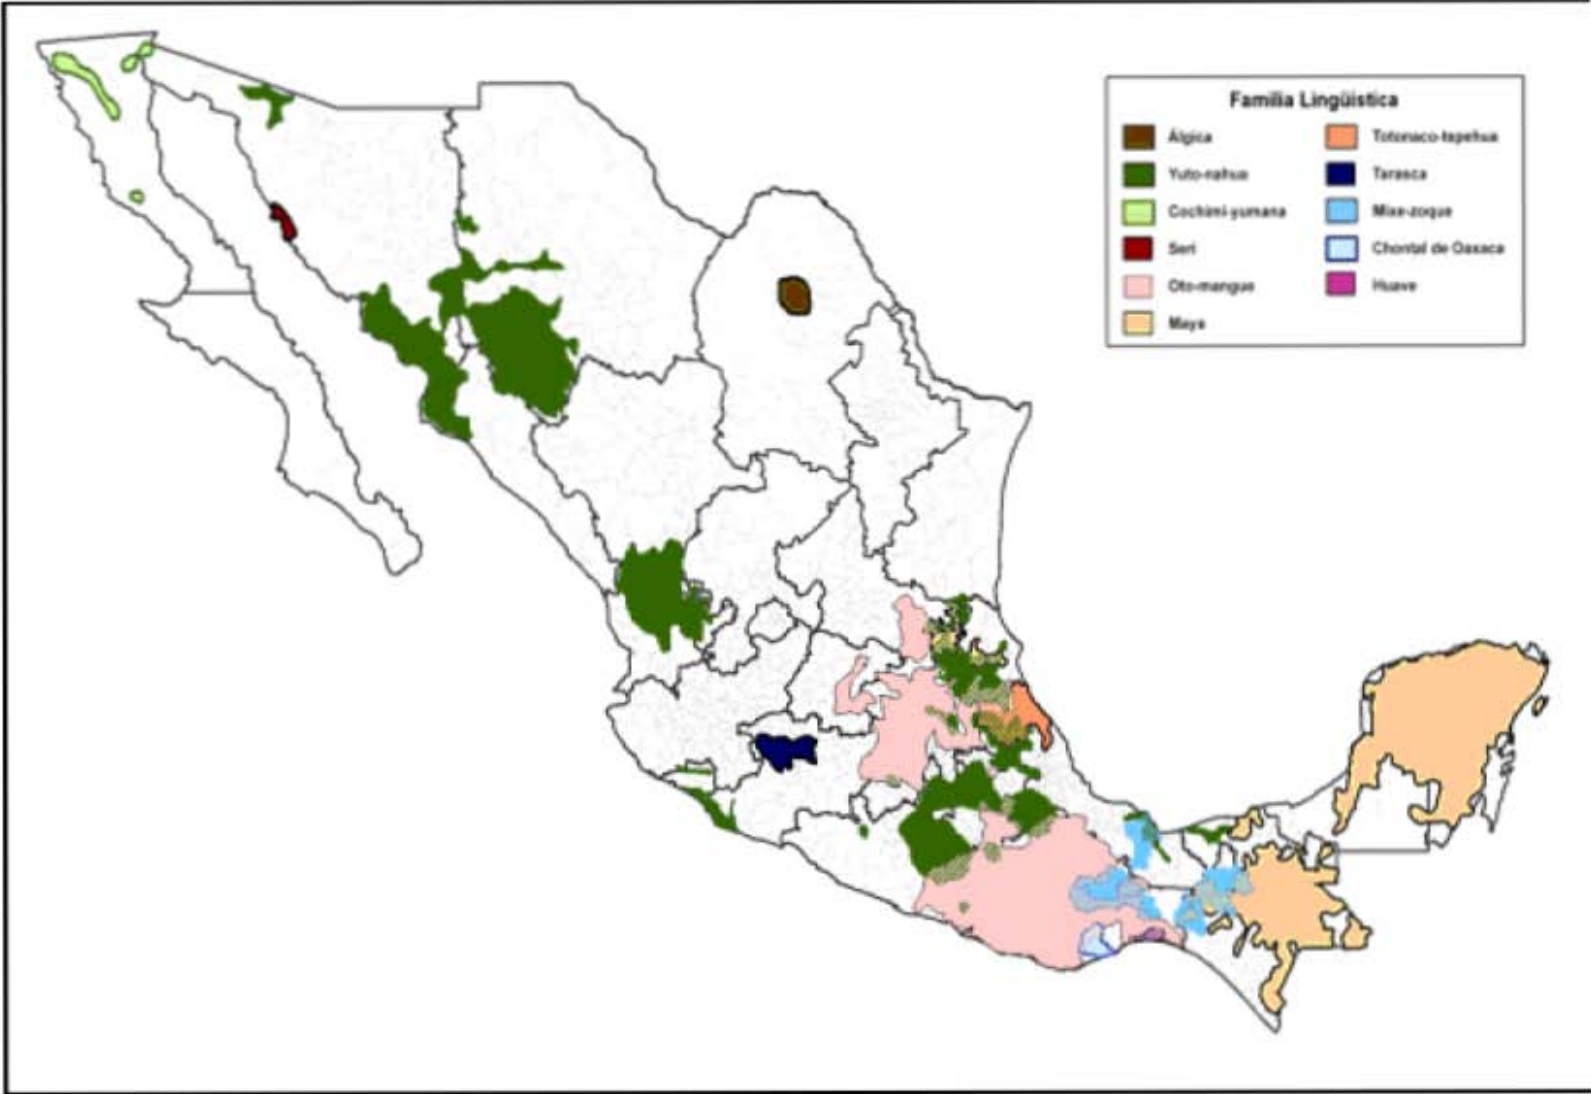 Familia Lingüística
Álgica
Yuto-nahua
Cochimí-yumana
Seri
Oto-mangue
Maya
Totonaco-tepehua
Tarasca
Mixe-zoque
Chontal de Oaxaca
Huave